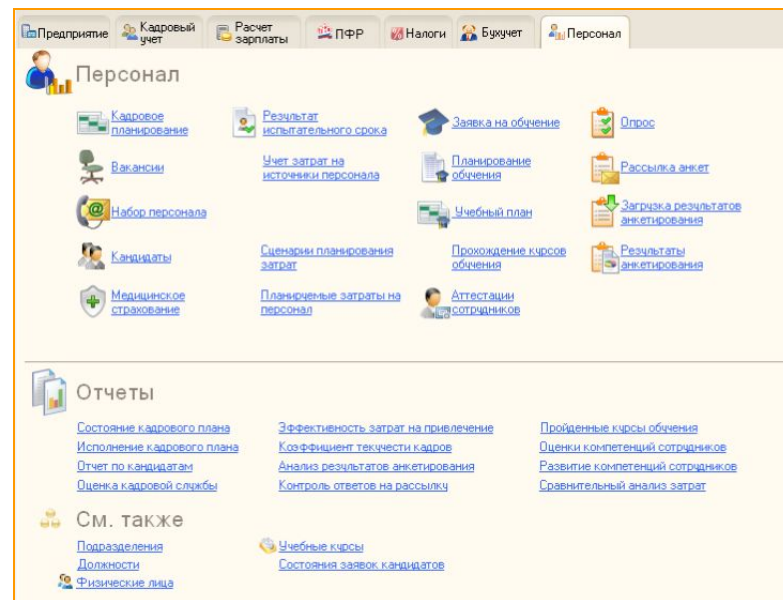 Предприятие
Кадровый
учет
Расчет
зарплаты
ПФР
Налоги
Бухучет
Персонал
Персонал
Кадровое
планирование
Результат
испытательного срока
Заявка на обучение
Опрос
Вакансии
Учет затрат на
источники персонала
Планирование
обучения
Рассылка анкет
Набор персонала
Учебный план
Загрузка результатов
анкетирования
Кандидаты
Сценарии планирования
затрат
Прохождение курсов
обучения
Результаты
анкетирования
Медицинское
страхование
Планируемые затраты на
персонал
Аттестации
сотрудников
Отчеты
Состояние кадрового плана
Эффективность затрат на привлечение
Пройденные курсы обучения
Исполнение кадрового плана
Коэффициент текучести кадров
Оценки компетенций сотрудников
Отчет по кандидатам
Анализ результатов анкетирования
Развитие компетенций сотрудников
Оценка кадровой службы
Контроль ответов на рассылку
Сравнительный анализ затрат
См. также
Подразделения
Учебные курсы
Должности
Состояния заявок кандидатов
Физические лица